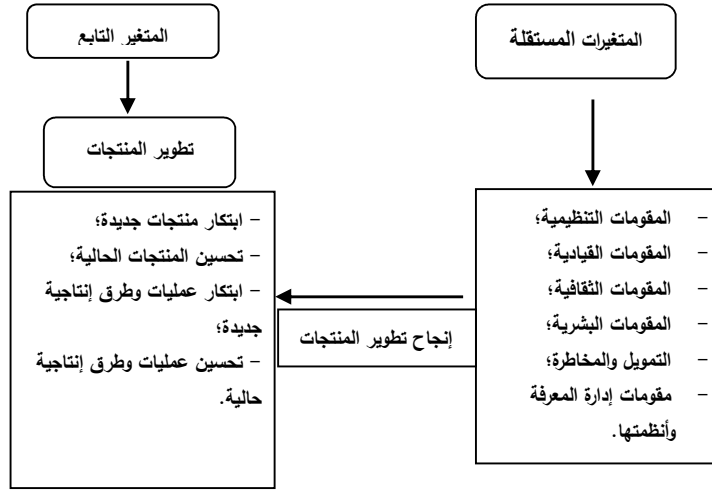 المتغيرات المستقلة
المتغير التابع
تطوير المنتجات
- المقومات التنظيمية؛
- المقومات القيادية؛
- المقومات الثقافية؛
- المقومات البشرية؛
- التمويل والمخاطرة؛
- مقومات إدارة المعرفة
وأنظمتها.
إنجاح تطوير المنتجات
- ابتكار منتجات جديدة؛
- تحسين المنتجات الحالية؛
- ابتكار عمليات وطرق إنتاجية
جديدة؛
- تحسين عمليات وطرق إنتاجية
حالية.